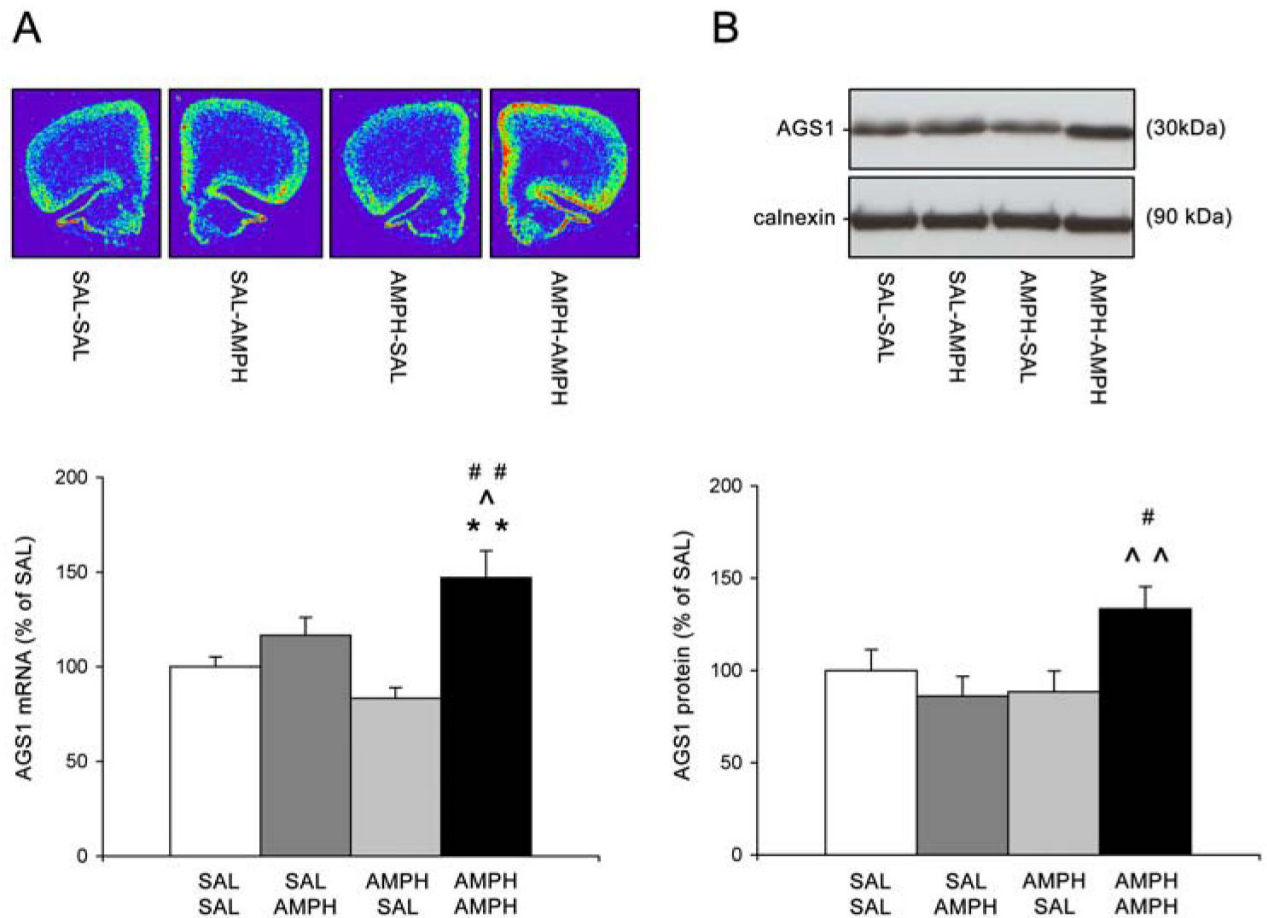 A
SAL-SAL
SAL-AMPH
AMPH-SAL
AMPH-AMPH
AGS1 mRNA (% of SAL)
200
150
100
50
0
# #
^
* *
SAL SAL AMPH AMPH
SAL AMPH SAL AMPH
B
AGS1
(30kDa)
calnexin
(90 kDa)
SAL-SAL
SAL-AMPH
AMPH-SAL
AMPH-AMPH
AGS1 protein (% of SAL)
200
150
100
50
0
#
^ ^
SAL SAL AMPH AMPH
SAL AMPH SAL AMPH